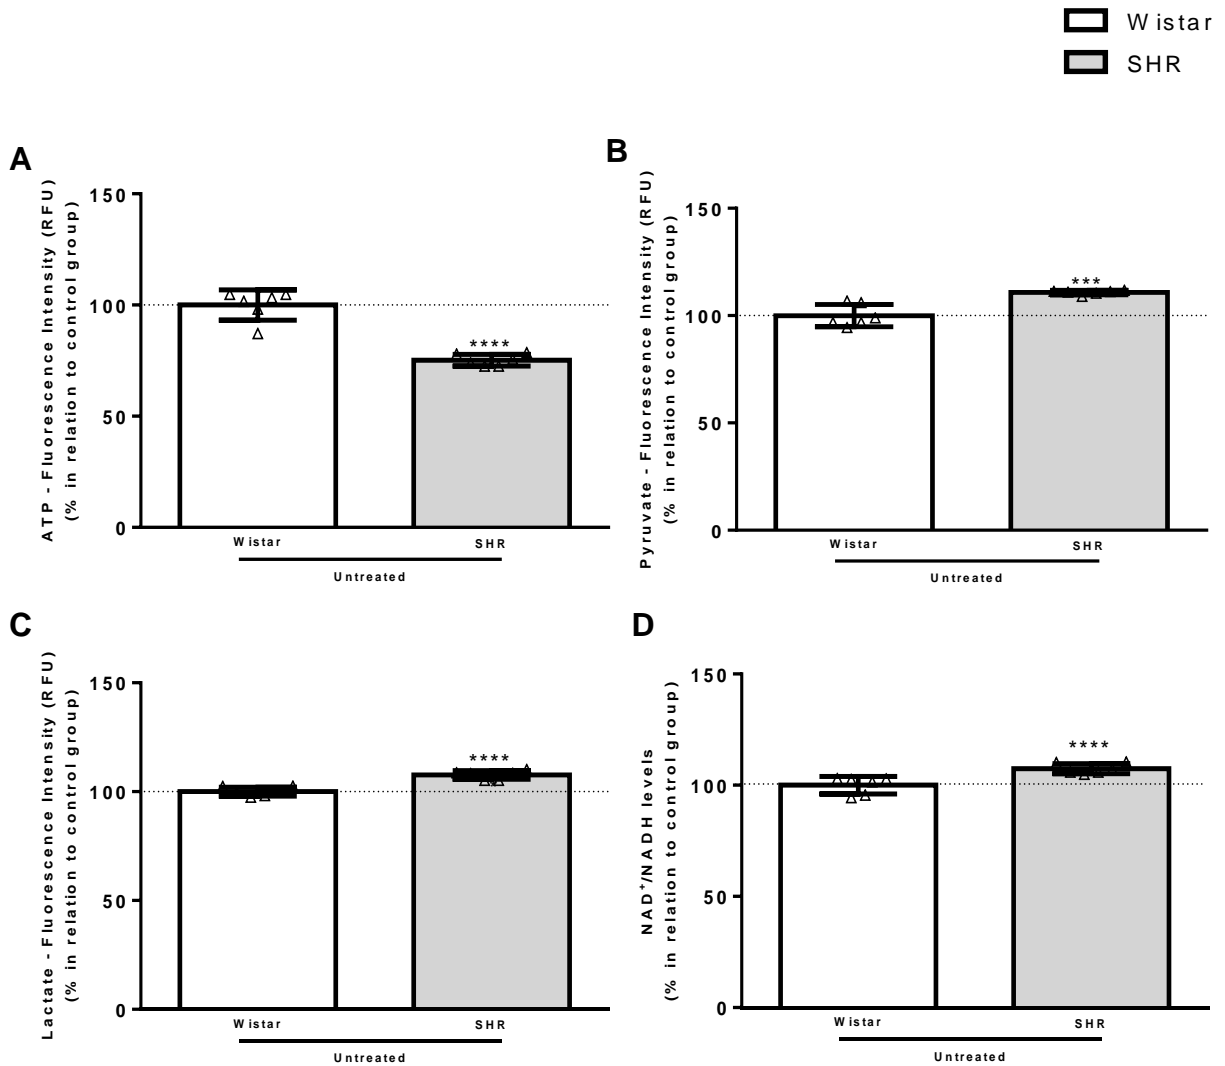 Wistar
SHR
A
ATP - Fluorescence Intensity (RFU)
(% in relation to control group)
150
100
50
0
****
Wistar
SHR
Untreated
B
Pyruvate - Fluorescence Intensity (RFU)
(% in relation to control group)
150
100
50
0
***
Wistar
SHR
Untreated
C
Lactate - Fluorescence Intensity (RFU)
(% in relation to control group)
150
100
50
0
****
Wistar
SHR
Untreated
D
NAD⁺/NADH levels
(% in relation to control group)
150
100
50
0
****
Wistar
SHR
Untreated